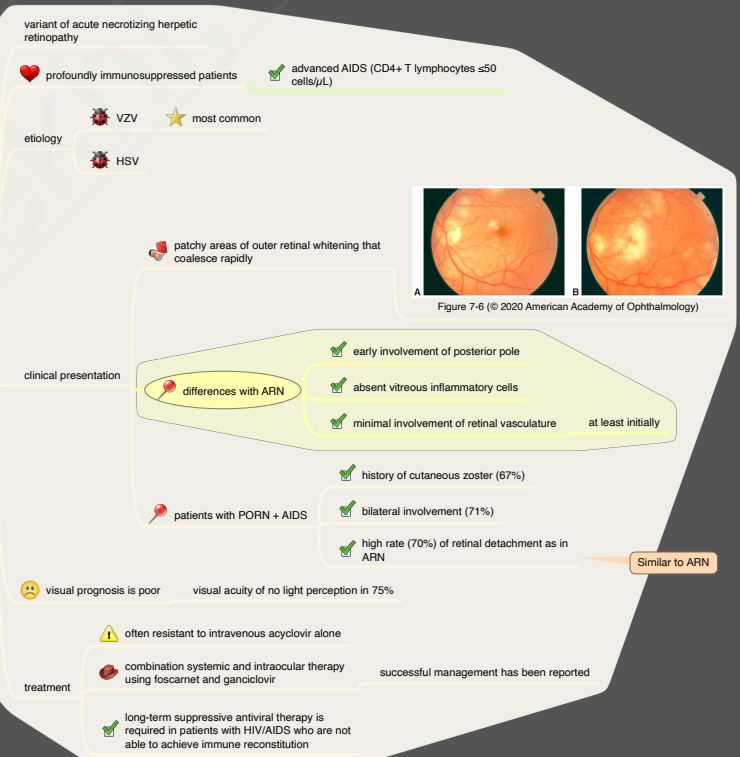 variant of acute necrotizing herpetic
retinopathy
profoundly immunosuppressed patients
advanced AIDS (CD4+ T lymphocytes ≤50
cells/µL)
etiology
VZV
most common
HSV
clinical presentation
patchy areas of outer retinal whitening that
coalesce rapidly
A
B
Figure 7-6 (© 2020 American Academy of Ophthalmology)
differences with ARN
early involvement of posterior pole
absent vitreous inflammatory cells
minimal involvement of retinal vasculature
at least initially
patients with PORN + AIDS
history of cutaneous zoster (67%)
bilateral involvement (71%)
high rate (70%) of retinal detachment as in
ARN
Similar to ARN
visual prognosis is poor
visual acuity of no light perception in 75%
treatment
often resistant to intravenous acyclovir alone
combination systemic and intraocular therapy
using foscarnet and ganciclovir
successful management has been reported
long-term suppressive antiviral therapy is
required in patients with HIV/AIDS who are not
able to achieve immune reconstitution